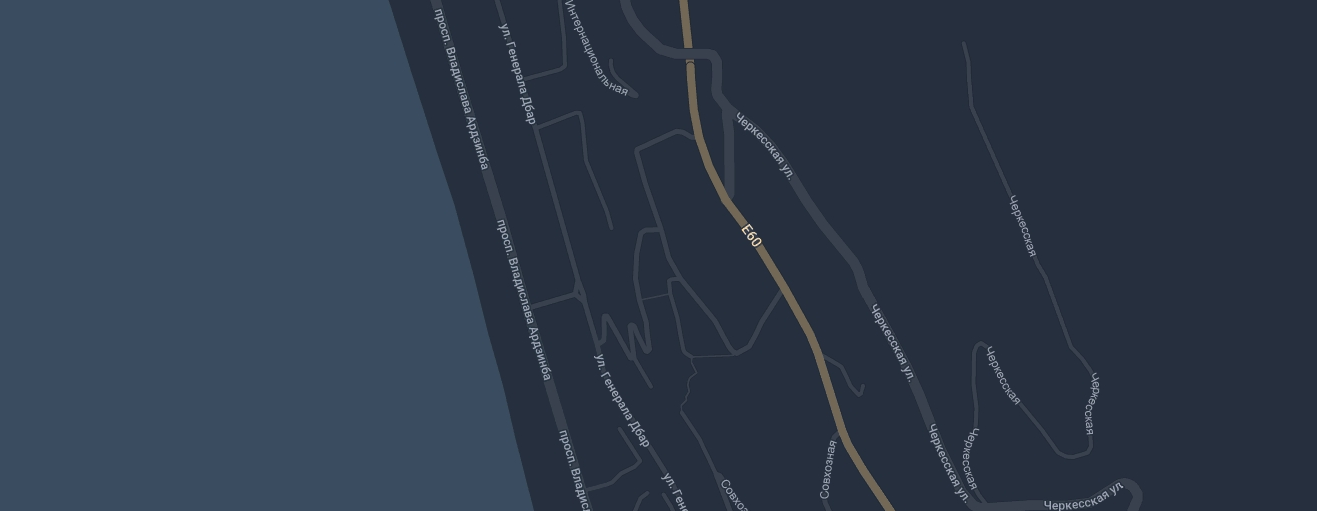 просп. Владислава Ардзинба
ул. Генерала Дбар
Интернациональная
Черкесская ул.
Черкесская
просп. Владислава Ардзинба
E60
Черкесская ул.
ул. Генерала Дбар
Черкесская
Черкесская
просп. Владис
Черкесская ул.
Черкесская
Совхозная
ул. Гене
Совхоз
Черкесская ул.